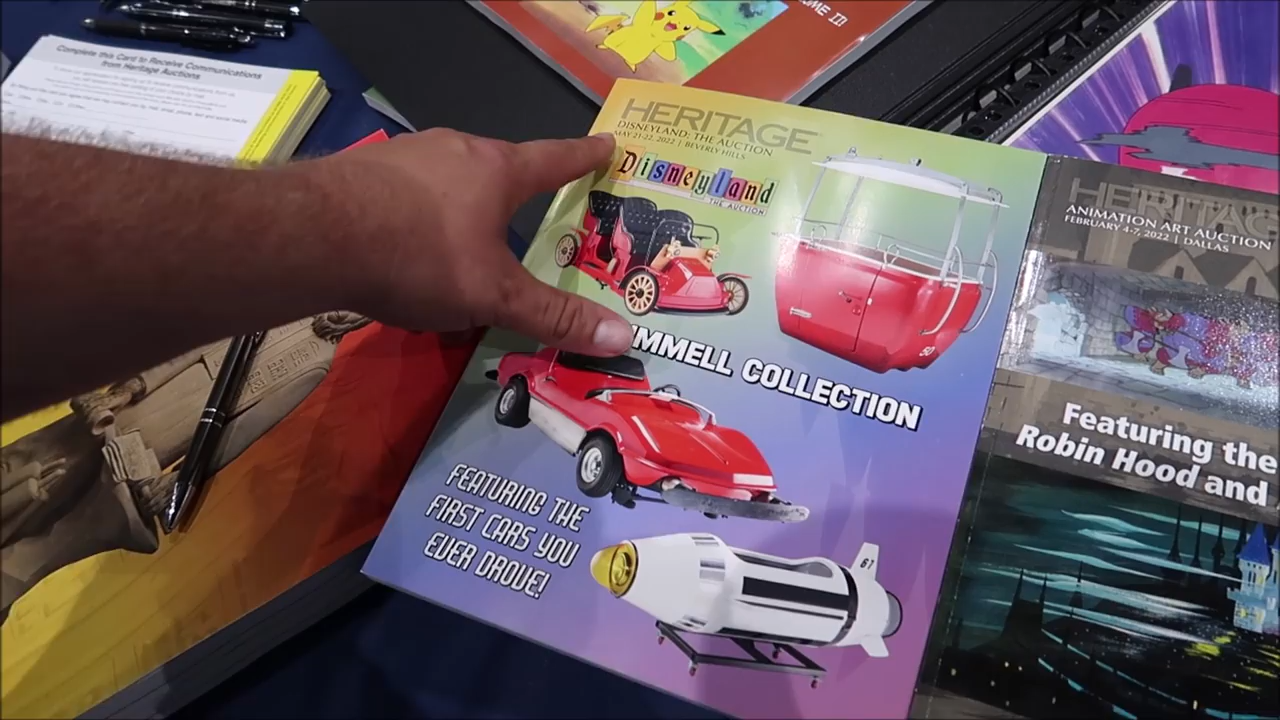 Complete this Card to Receive Communications
from Heritage Auctions
UME II
HERITAGE
DISNEYLAND: THE AUCTION
MAY 21-22, 2022 | BEVERLY HILLS
Disneyland
THE AUCTION
50
MMELL COLLECTION
FEATURING THE
FIRST CARS YOU
EVER DROVE!
61
HERITAG
ANIMATION ART AUCTION
FEBRUARY 4-7, 2022 | DALLAS
Featuring the
Robin Hood and